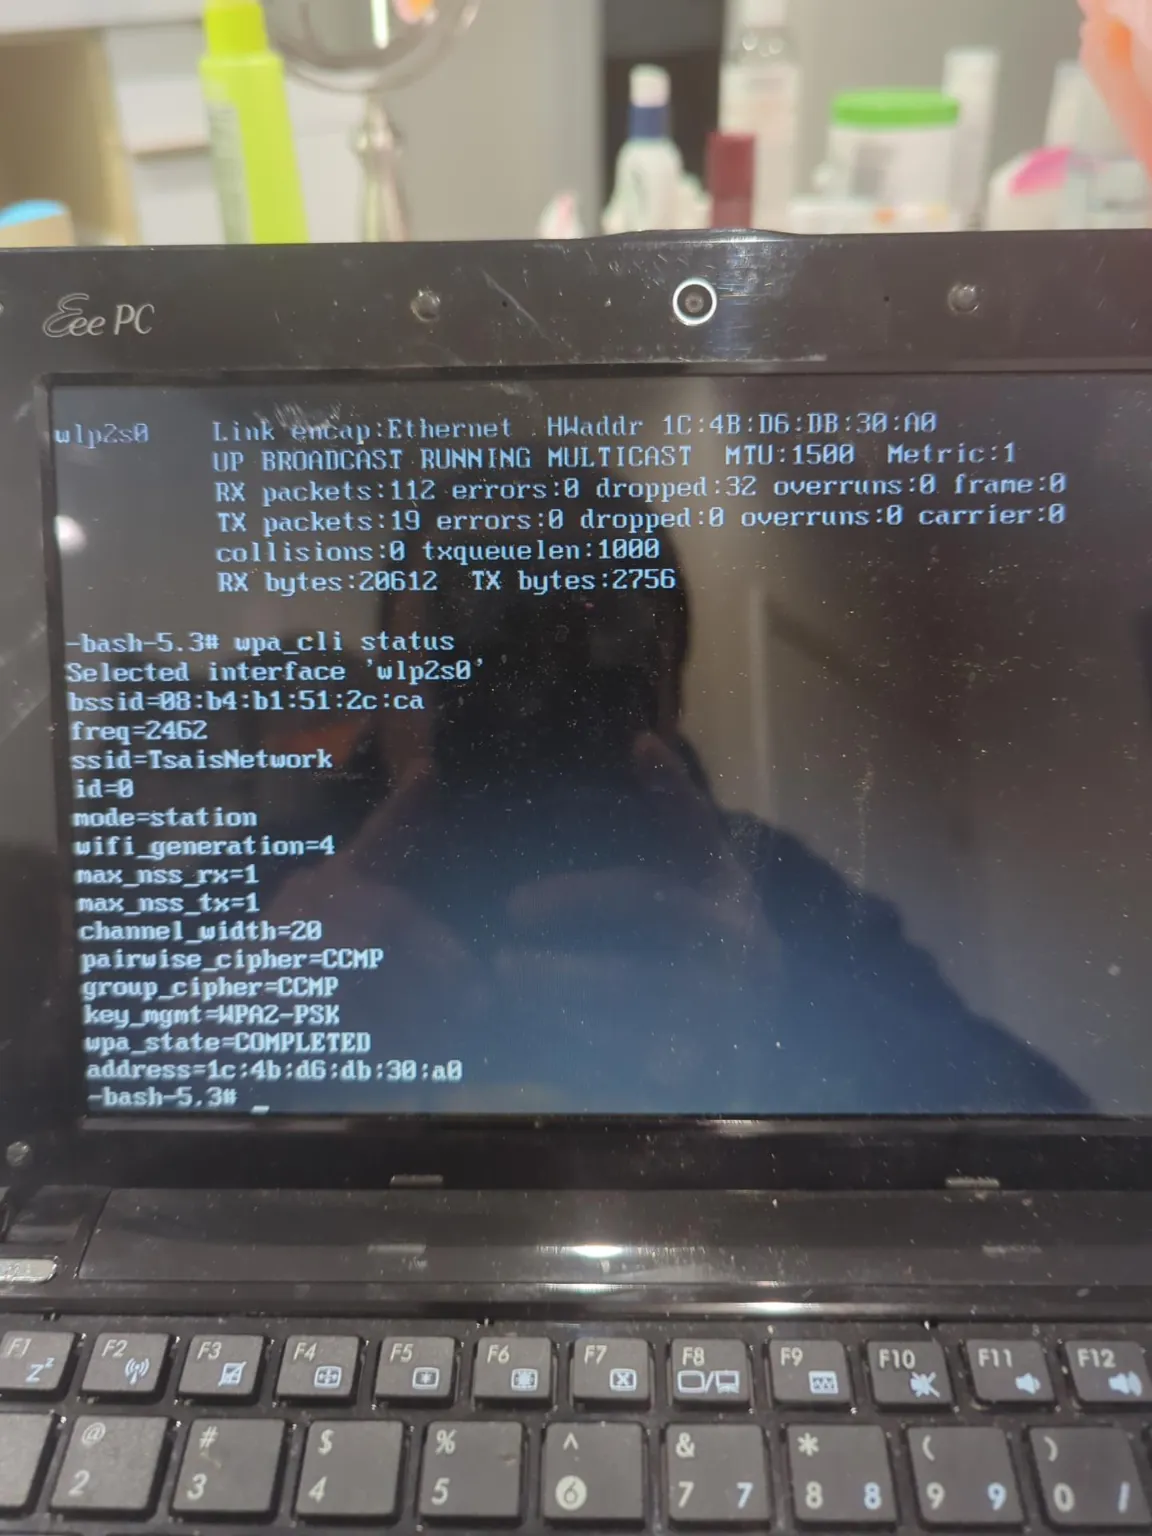 Eee PC
wlp2s0 Link encap:Ethernet HWaddr 1C:4B:D6:DB:30:A0
UP BROADCAST RUNNING MULTICAST MTU:1500 Metric:1
RX packets:112 errors:0 dropped:32 overruns:0 frame:0
TX packets:19 errors:0 dropped:0 overruns:0 carrier:0
collisions:0 txqueuelen:1000
RX bytes:20612 TX bytes:2756
-bash-5.3# wpa_cli status
Selected interface 'wlp2s0'
bssid=08:b4:b1:51:2c:ca
freq=2462
ssid=TsaisNetwork
id=0
mode=station
wifi_generation=4
max_nss_rx=1
max_nss_tx=1
channel_width=20
pairwise_cipher=CCMP
group_cipher=CCMP
key_mgmt=WPA2-PSK
wpa_state=COMPLETED
address=1c:4b:d6:db:30:a0
-bash-5.3# _
F1 F2 F3 F4 F5 F6 F7 F8 F9 F10 F11 F12
Zz
@ # $ % ^ & * ( )
2 3 4 5 6 7 7 8 8 9 9 0 /